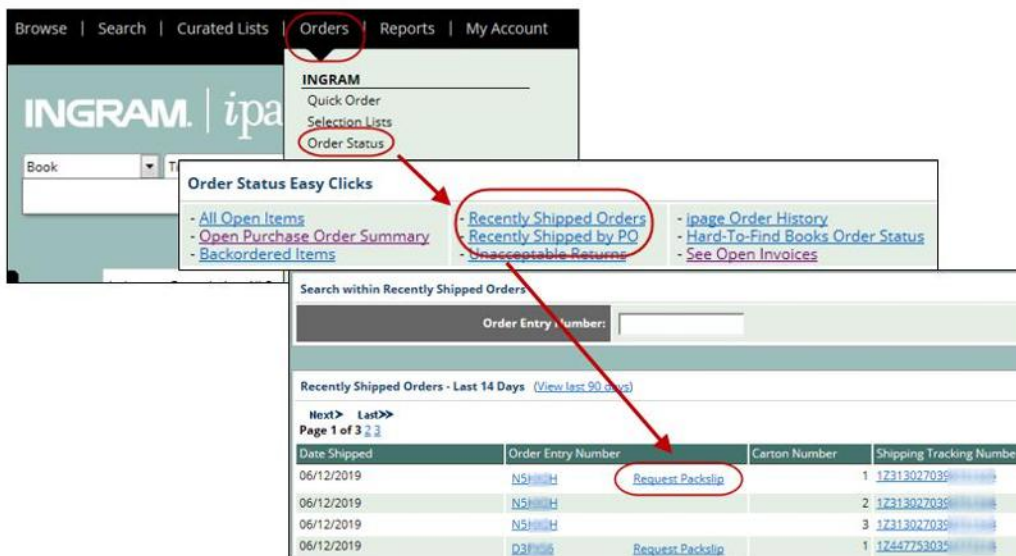 Browse | Search | Curated Lists | Orders | Reports | My Account
INGRAM
Quick Order
Selection Lists
Order Status
INGRAM. | ipa
Book
Order Status Easy Clicks
- All Open Items - Recently Shipped Orders - ipage Order History
- Open Purchase Order Summary - Recently Shipped by PO - Hard-To-Find Books Order Status
- Backordered Items - Unacceptable Returns - See Open Invoices
Search within Recently Shipped Orders
Order Entry Number:
Recently Shipped Orders - Last 14 Days (View last 90 days)
Next> Last>>
Page 1 of 3 2 3
Date Shipped Order Entry Number Carton Number Shipping Tracking Numbe
06/12/2019 Request Packslip 1
06/12/2019 2
06/12/2019 3
06/12/2019 Request Packslip 1